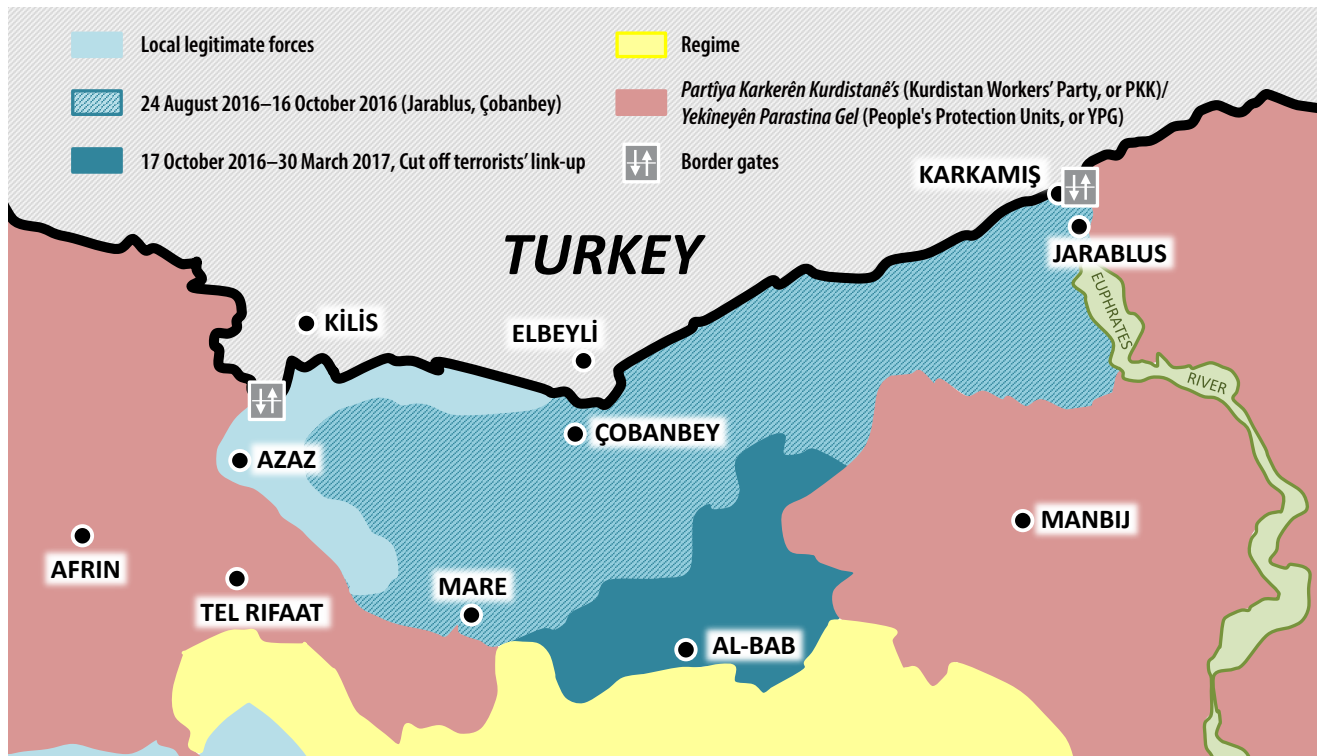 Local legitimate forces
24 August 2016–16 October 2016 (Jarablus, Çobanbey)
17 October 2016–30 March 2017, Cut off terrorists' link-up
Regime
Partîya Karkerên Kurdistanê's (Kurdistan Workers' Party, or PKK)/
Yekîneyên Parastina Gel (People's Protection Units, or YPG)
Border gates
KARKAMIŞ
TURKEY
JARABLUS
EUPHRATES
RIVER
KİLİS
ELBEYLİ
ÇOBANBEY
AZAZ
MANBIJ
AFRIN
TEL RIFAAT
MARE
AL-BAB